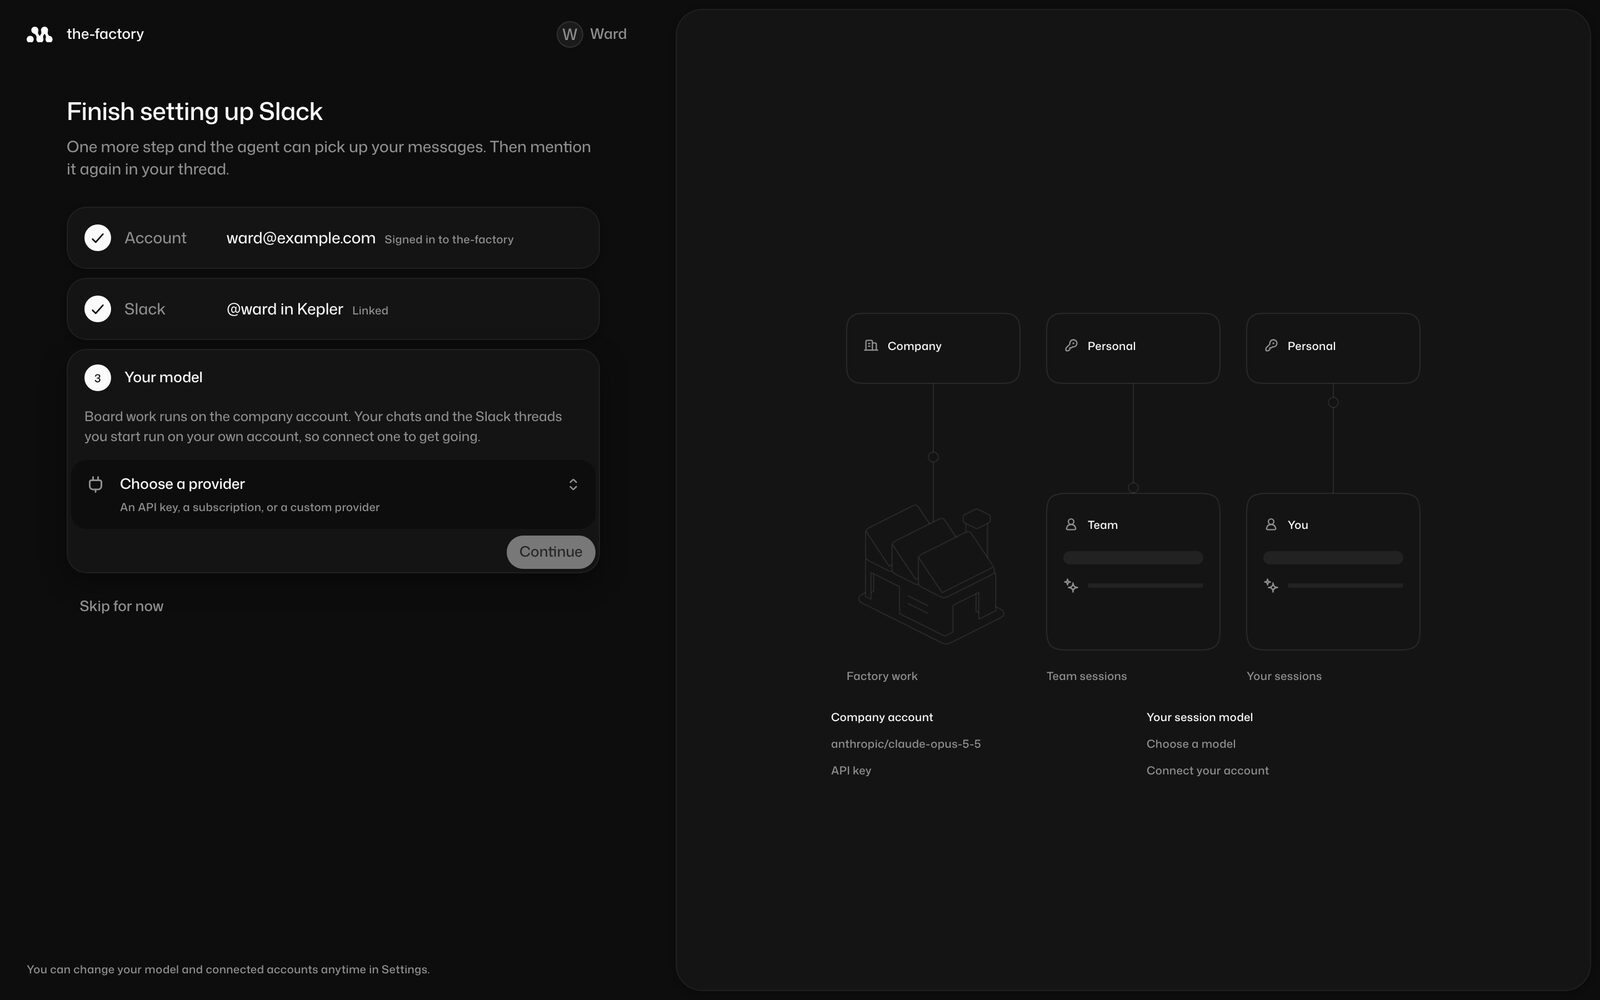 the-factory
W Ward
Finish setting up Slack
One more step and the agent can pick up your messages. Then mention
it again in your thread.
Account ward@example.com Signed in to the-factory
Slack @ward in Kepler Linked
3 Your model
Board work runs on the company account. Your chats and the Slack threads
you start run on your own account, so connect one to get going.
Choose a provider
An API key, a subscription, or a custom provider
Continue
Skip for now
You can change your model and connected accounts anytime in Settings.
Company
Personal
Personal
Team
You
Factory work
Team sessions
Your sessions
Company account
anthropic/claude-opus-5-5
API key
Your session model
Choose a model
Connect your account